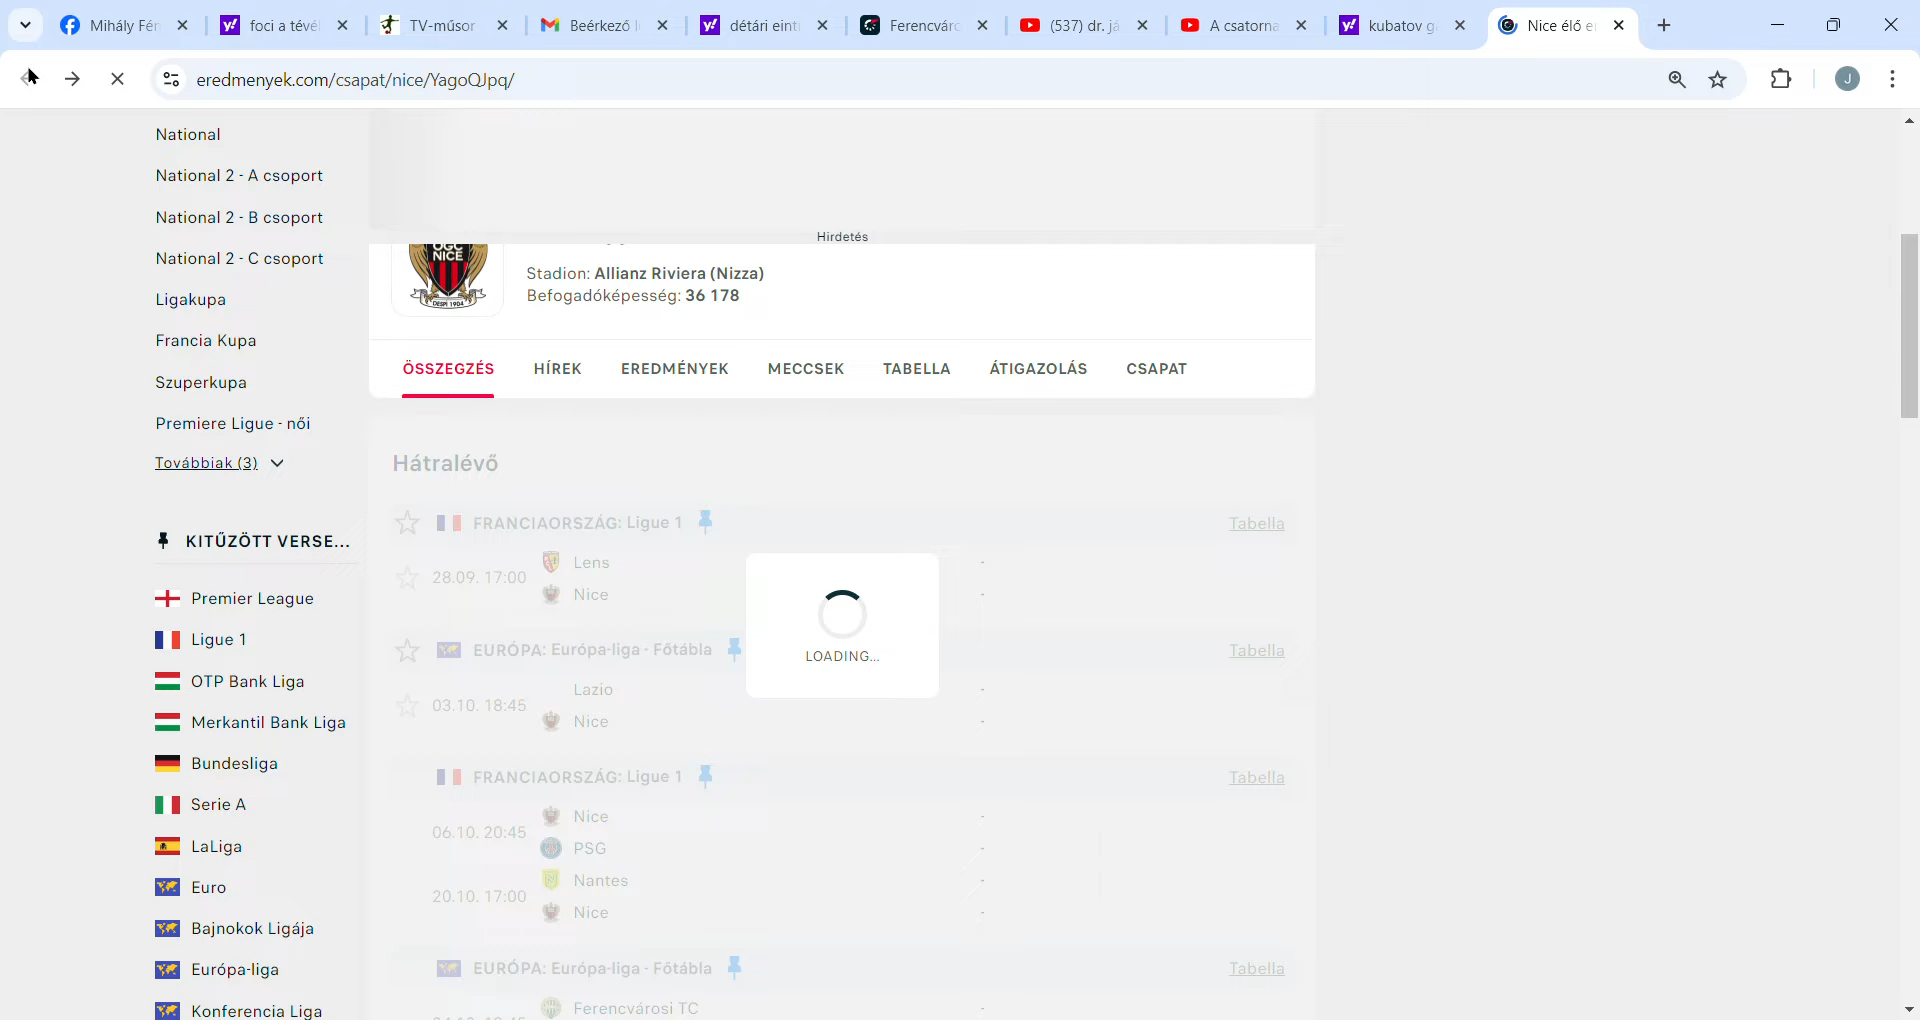 Mihály Fén
foci a tévé
TV-műsor
Beérkező l
détári eint
Ferencvárc
(537) dr. já
A csatorna
kubatov g
Nice élő e
eredmenyek.com/csapat/nice/YagoQJpq/
J
National
National 2 - A csoport
National 2 - B csoport
National 2 - C csoport
Ligakupa
Francia Kupa
Szuperkupa
Premiere Ligue - női
Továbbiak (3)
KITŰZÖTT VERSE...
Premier League
Ligue 1
OTP Bank Liga
Merkantil Bank Liga
Bundesliga
Serie A
LaLiga
Euro
Bajnokok Ligája
Európa-liga
Konferencia Liga
Hirdetés
OGC
NICE
DEPUIS 1904
Stadion: Allianz Riviera (Nizza)
Befogadóképesség: 36 178
ÖSSZEGZÉS HÍREK EREDMÉNYEK MECCSEK TABELLA ÁTIGAZOLÁS CSAPAT
Hátralévő
FRANCIAORSZÁG: Ligue 1 Tabella
28.09. 17:00
Lens -
Nice -
EURÓPA: Európa-liga - Főtábla Tabella
03.10. 18:45
Lazio -
Nice -
LOADING...
FRANCIAORSZÁG: Ligue 1 Tabella
06.10. 20:45
Nice -
PSG -
20.10. 17:00
Nantes -
Nice -
EURÓPA: Európa-liga - Főtábla Tabella
Ferencvárosi TC -